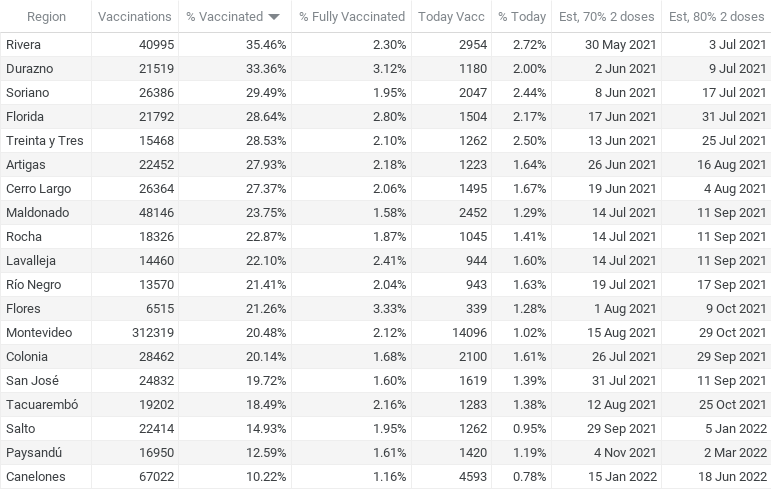 Region Vaccinations % Vaccinated % Fully Vaccinated Today Vacc % Today Est, 70% 2 doses Est, 80% 2 doses
Rivera 40995 35.46% 2.30% 2954 2.72% 30 May 2021 3 Jul 2021
Durazno 21519 33.36% 3.12% 1180 2.00% 2 Jun 2021 9 Jul 2021
Soriano 26386 29.49% 1.95% 2047 2.44% 8 Jun 2021 17 Jul 2021
Florida 21792 28.64% 2.80% 1504 2.17% 17 Jun 2021 31 Jul 2021
Treinta y Tres 15468 28.53% 2.10% 1262 2.50% 13 Jun 2021 25 Jul 2021
Artigas 22452 27.93% 2.18% 1223 1.64% 26 Jun 2021 16 Aug 2021
Cerro Largo 26364 27.37% 2.06% 1495 1.67% 19 Jun 2021 4 Aug 2021
Maldonado 48146 23.75% 1.58% 2452 1.29% 14 Jul 2021 11 Sep 2021
Rocha 18326 22.87% 1.87% 1045 1.41% 14 Jul 2021 11 Sep 2021
Lavalleja 14460 22.10% 2.41% 944 1.60% 14 Jul 2021 11 Sep 2021
Río Negro 13570 21.41% 2.04% 943 1.63% 19 Jul 2021 17 Sep 2021
Flores 6515 21.26% 3.33% 339 1.28% 1 Aug 2021 9 Oct 2021
Montevideo 312319 20.48% 2.12% 14096 1.02% 15 Aug 2021 29 Oct 2021
Colonia 28462 20.14% 1.68% 2100 1.61% 26 Jul 2021 29 Sep 2021
San José 24832 19.72% 1.60% 1619 1.39% 31 Jul 2021 11 Sep 2021
Tacuarembó 19202 18.49% 2.16% 1283 1.38% 12 Aug 2021 25 Oct 2021
Salto 22414 14.93% 1.95% 1262 0.95% 29 Sep 2021 5 Jan 2022
Paysandú 16950 12.59% 1.61% 1420 1.19% 4 Nov 2021 2 Mar 2022
Canelones 67022 10.22% 1.16% 4593 0.78% 15 Jan 2022 18 Jun 2022